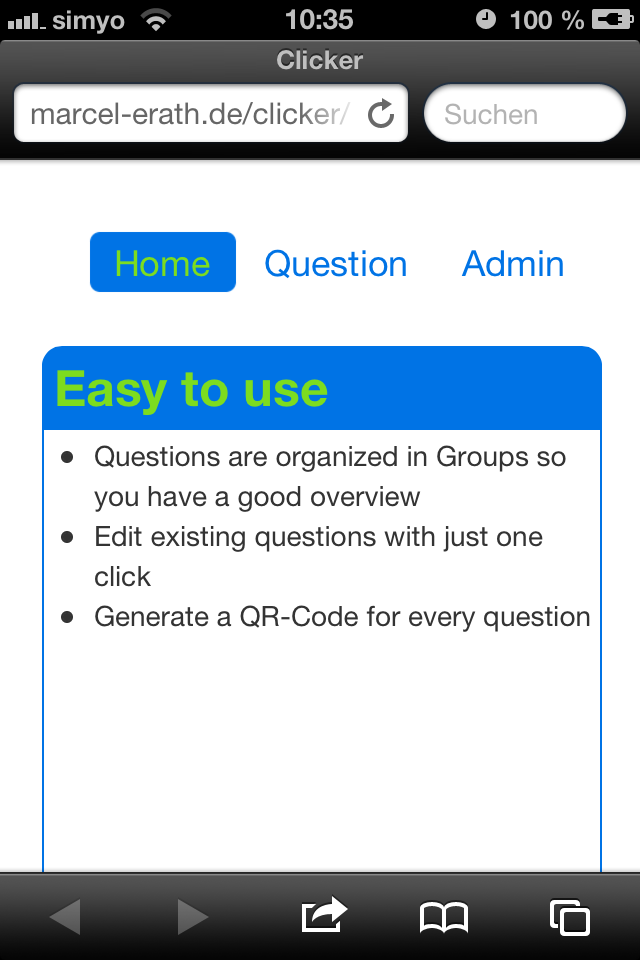 simyo 10:35 100 %
Clicker
marcel-erath.de/clicker/ Suchen
Home Question Admin
Easy to use
• Questions are organized in Groups so
you have a good overview
• Edit existing questions with just one
click
• Generate a QR-Code for every question